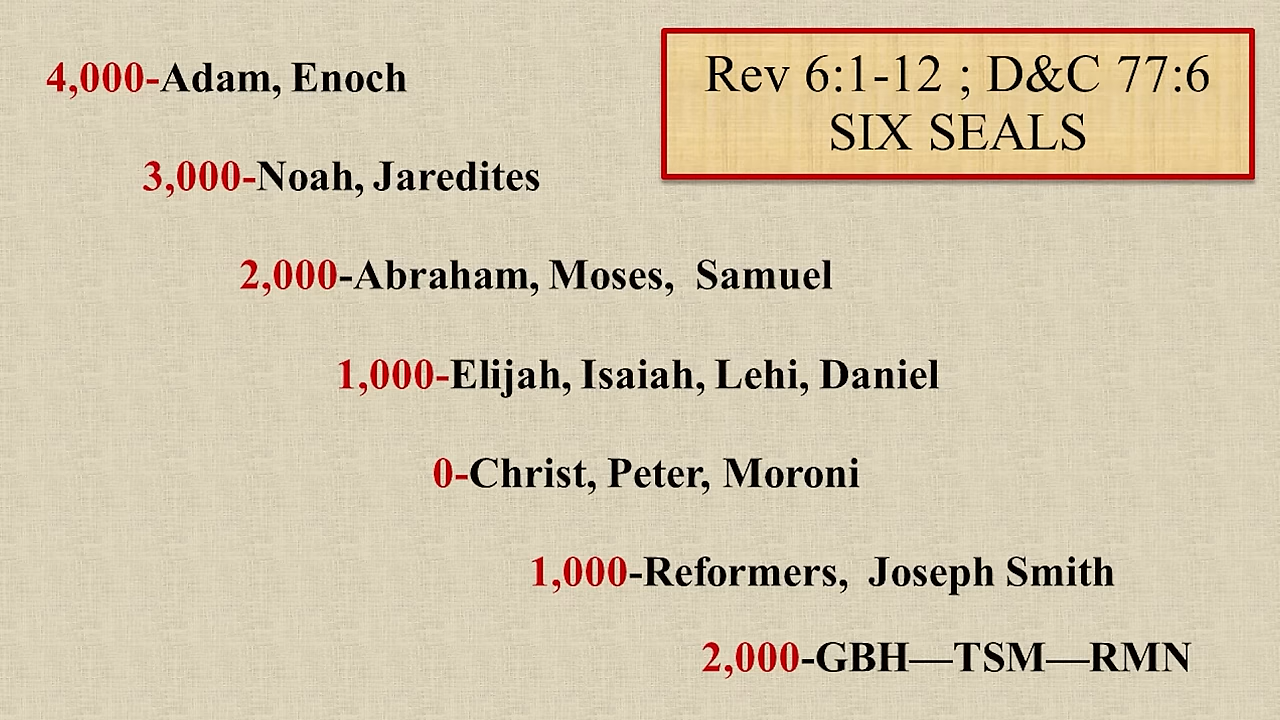 4,000-Adam, Enoch
Rev 6:1-12 ; D&C 77:6
SIX SEALS
3,000-Noah, Jaredites
2,000-Abraham, Moses, Samuel
1,000-Elijah, Isaiah, Lehi, Daniel
0-Christ, Peter, Moroni
1,000-Reformers, Joseph Smith
2,000-GBH—TSM—RMN